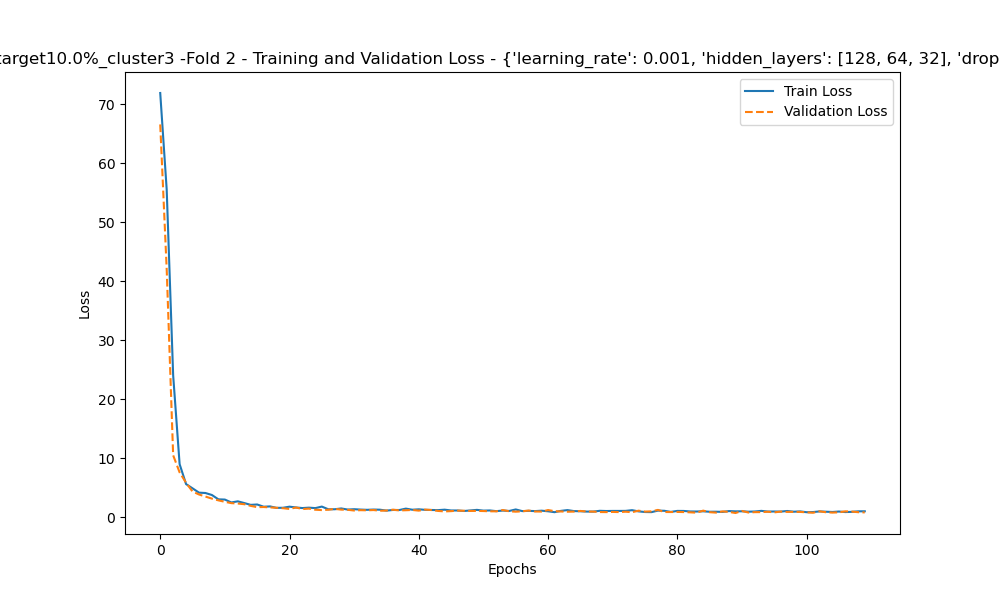 target10.0%_cluster3 -Fold 2 - Training and Validation Loss - {'learning_rate': 0.001, 'hidden_layers': [128, 64, 32], 'drop
Train Loss
Validation Loss
70
60
50
40
30
20
10
0
Loss
0 20 40 60 80 100
Epochs